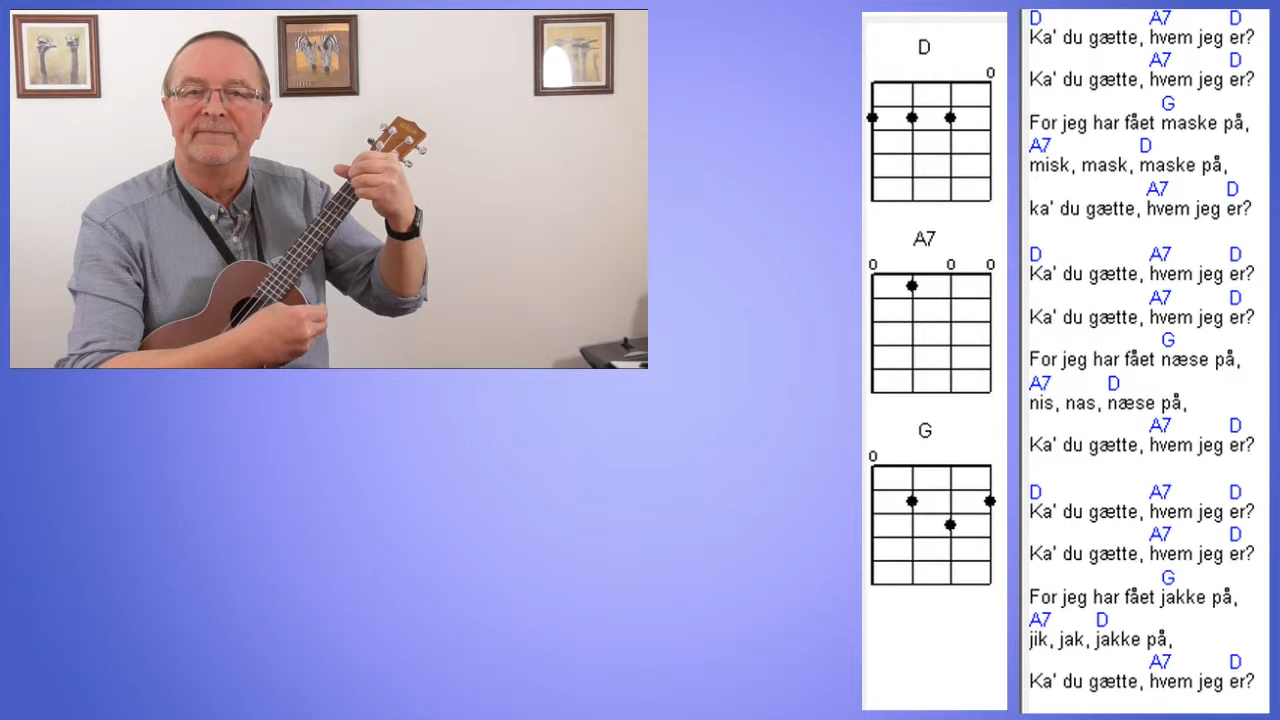 D
0
A7
0 0 0
G
0
D A7 D
Ka' du gætte, hvem jeg er?
A7 D
Ka' du gætte, hvem jeg er?
G
For jeg har fået maske på,
A7 D
misk, mask, maske på,
A7 D
ka' du gætte, hvem jeg er?
D A7 D
Ka' du gætte, hvem jeg er?
A7 D
Ka' du gætte, hvem jeg er?
G
For jeg har fået næse på,
A7 D
nis, nas, næse på,
A7 D
Ka' du gætte, hvem jeg er?
D A7 D
Ka' du gætte, hvem jeg er?
A7 D
Ka' du gætte, hvem jeg er?
G
For jeg har fået jakke på,
A7 D
jik, jak, jakke på,
A7 D
Ka' du gætte, hvem jeg er?